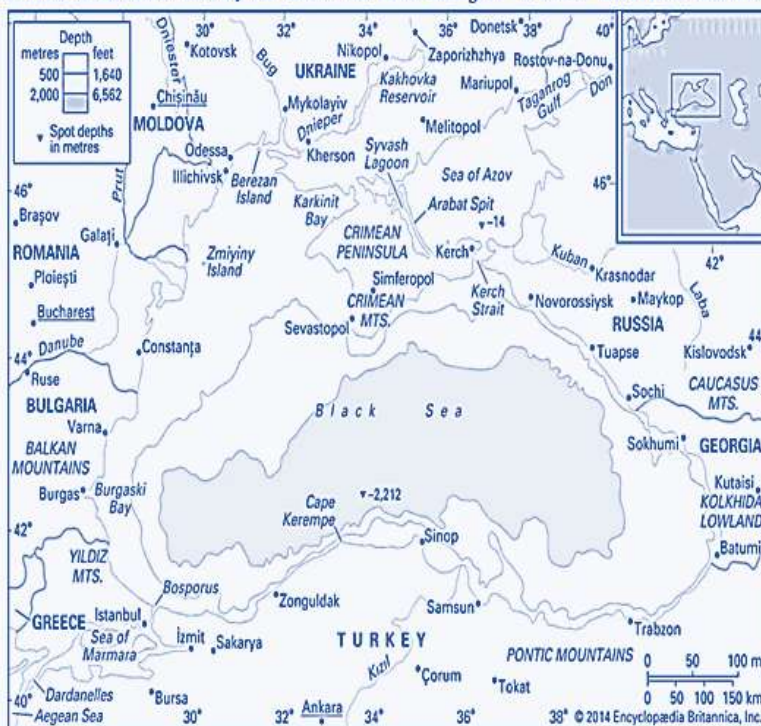 Depth
metres feet
500 1,640
2,000 6,562
Spot depths
in metres
30°
32°
34°
36°
38°
40°
Dniester
Kotovsk
Bug
Nikopol
Donetsk
Zaporizhzhya
Rostov-na-Donu
UKRAINE
Kakhovka
Reservoir
Mariupol
Taganrog
Gulf
Don
Chișinău
MOLDOVA
Mykolayiv
Dnieper
Melitopol
Odessa
Kherson
Syvash
Lagoon
Illichivsk
Berezan
Island
Sea of Azov
46°
46°
Prut
Karkinit
Bay
Arabat Spit
-14
Brașov
Galați
CRIMEAN
PENINSULA
Kerch
42°
ROMANIA
Zmiyiny
Island
Kuban
Krasnodar
Laba
Ploiești
Simferopol
Kerch
Strait
Novorossiysk
Maykop
CRIMEAN
MTS.
Bucharest
Sevastopol
RUSSIA
Danube
Constanța
Tuapse
Kislovodsk
44
44°
Ruse
Sochi
CAUCASUS
MTS.
BULGARIA
Black Sea
Varna
Sokhumi
GEORGIA
BALKAN
MOUNTAINS
Kutaisi
Burgas
Burgaski
Bay
-2,212
KOLKHIDA
LOWLAND
Cape
Kerempe
42°
Sinop
Batumi
YILDIZ
MTS.
Bosporus
Zonguldak
Samsun
Istanbul
GREECE
Trabzon
Sea of
Marmara
İzmit
Sakarya
TURKEY
PONTIC MOUNTAINS
Kızıl
Çorum
Tokat
0 50 100 m
0 50 100 150 km
40°
Dardanelles
Aegean Sea
Bursa
30°
Ankara
32°
34°
36°
38°
© 2014 Encyclopædia Britannica, Inc.